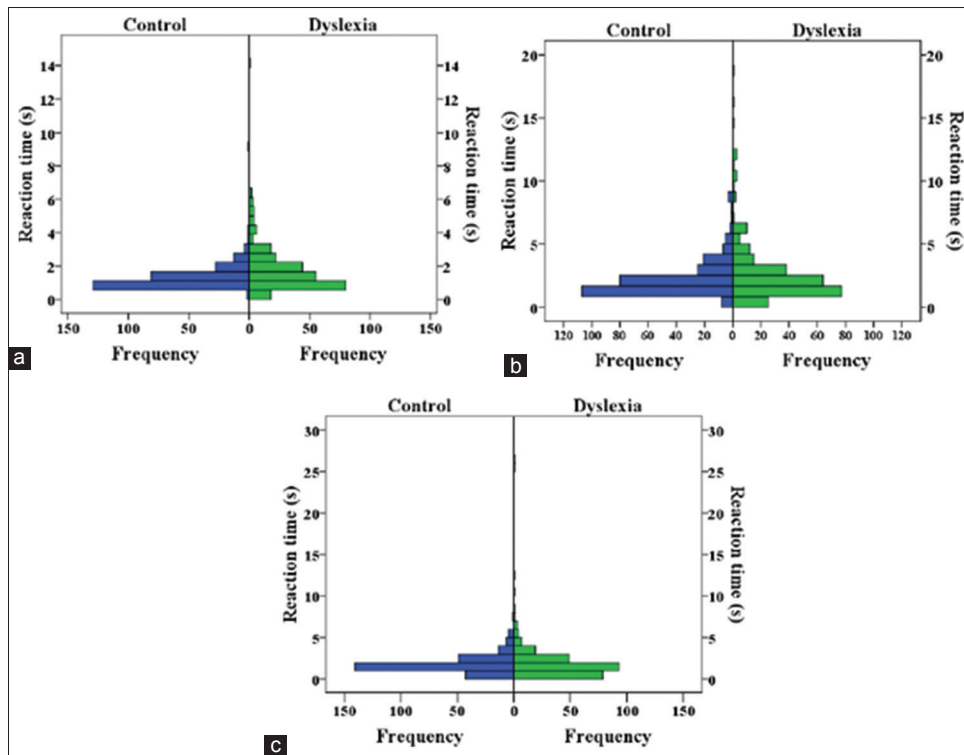 Control Dyslexia
14 14
12 12
10 10
8 8
6 6
4 4
2 2
0 0
Reaction time (s)
Reaction time (s)
150 100 50 0 50 100 150
Frequency Frequency
a
Control Dyslexia
20 20
15 15
10 10
5 5
0 0
Reaction time (s)
Reaction time (s)
120 100 80 60 40 20 0 20 40 60 80 100 120
Frequency Frequency
b
Control Dyslexia
30 30
25 25
20 20
15 15
10 10
5 5
0 0
Reaction time (s)
Reaction time (s)
150 100 50 0 50 100 150
Frequency Frequency
c